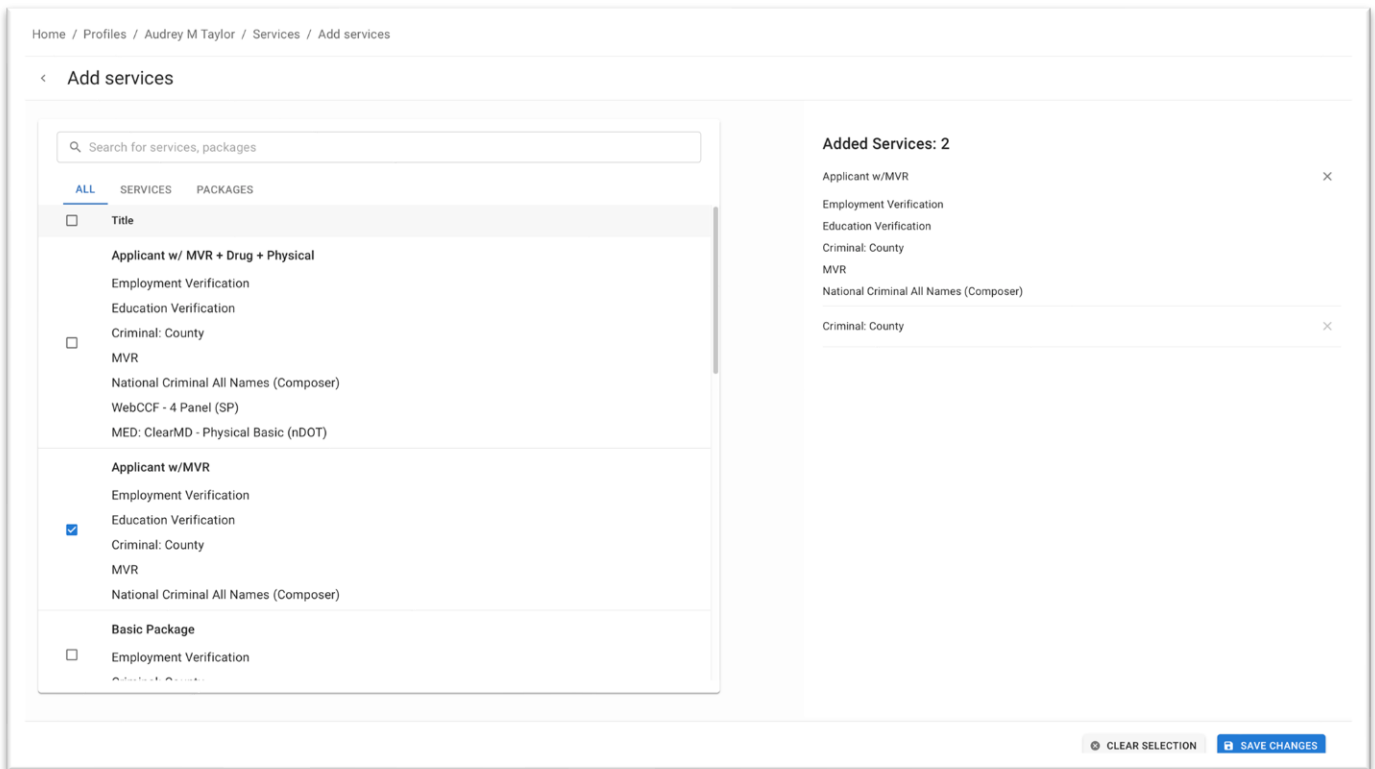 Home / Profiles / Audrey M Taylor / Services / Add services
Add services
Search for services, packages
ALL SERVICES PACKAGES
Title
Applicant w/ MVR + Drug + Physical
Employment Verification
Education Verification
Criminal: County
MVR
National Criminal All Names (Composer)
WebCCF - 4 Panel (SP)
MED: ClearMD - Physical Basic (nDOT)
Applicant w/MVR
Employment Verification
Education Verification
Criminal: County
MVR
National Criminal All Names (Composer)
Basic Package
Employment Verification
Criminal: County
Added Services: 2
Applicant w/MVR
Employment Verification
Education Verification
Criminal: County
MVR
National Criminal All Names (Composer)
Criminal: County
CLEAR SELECTION
SAVE CHANGES